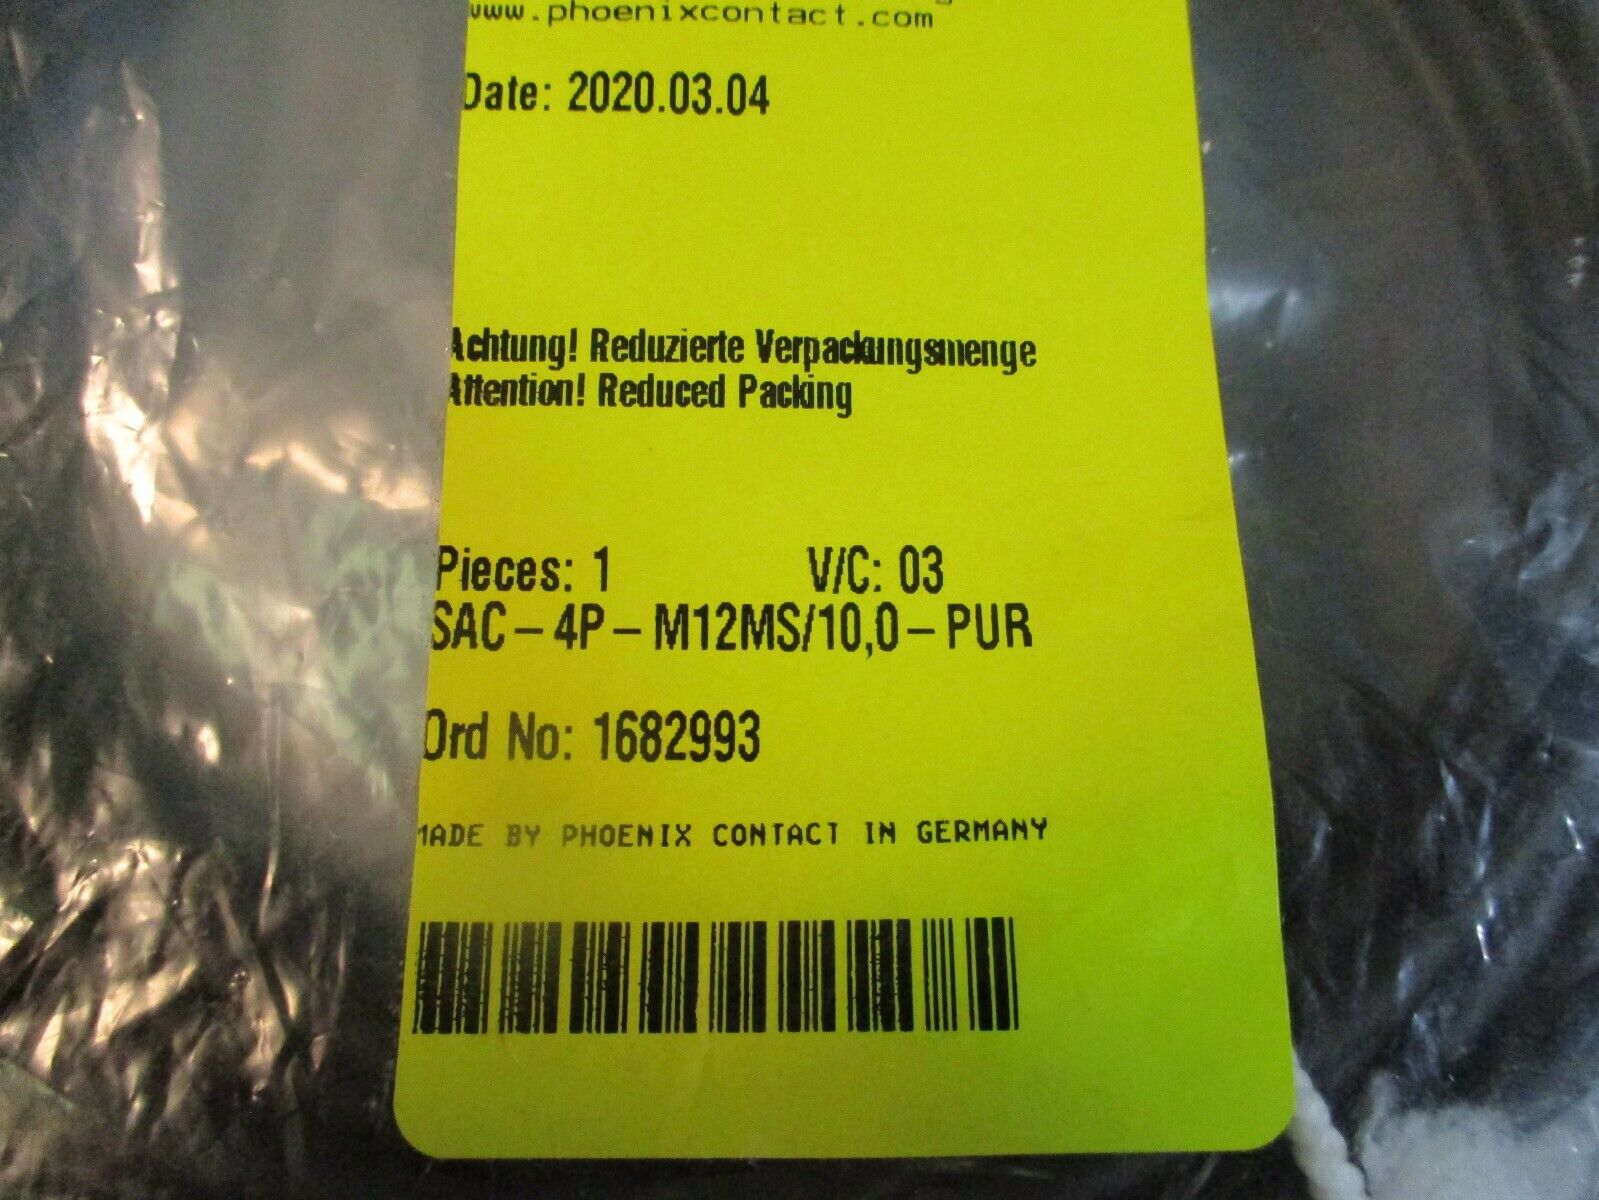 www.phoenixcontact.com
Date: 2020.03.04
Achtung! Reduzierte Verpackungsmenge
Attention! Reduced Packing
Pieces: 1 V/C: 03
SAC-4P-M12MS/10,0-PUR
Ord No: 1682993
MADE BY PHOENIX CONTACT IN GERMANY